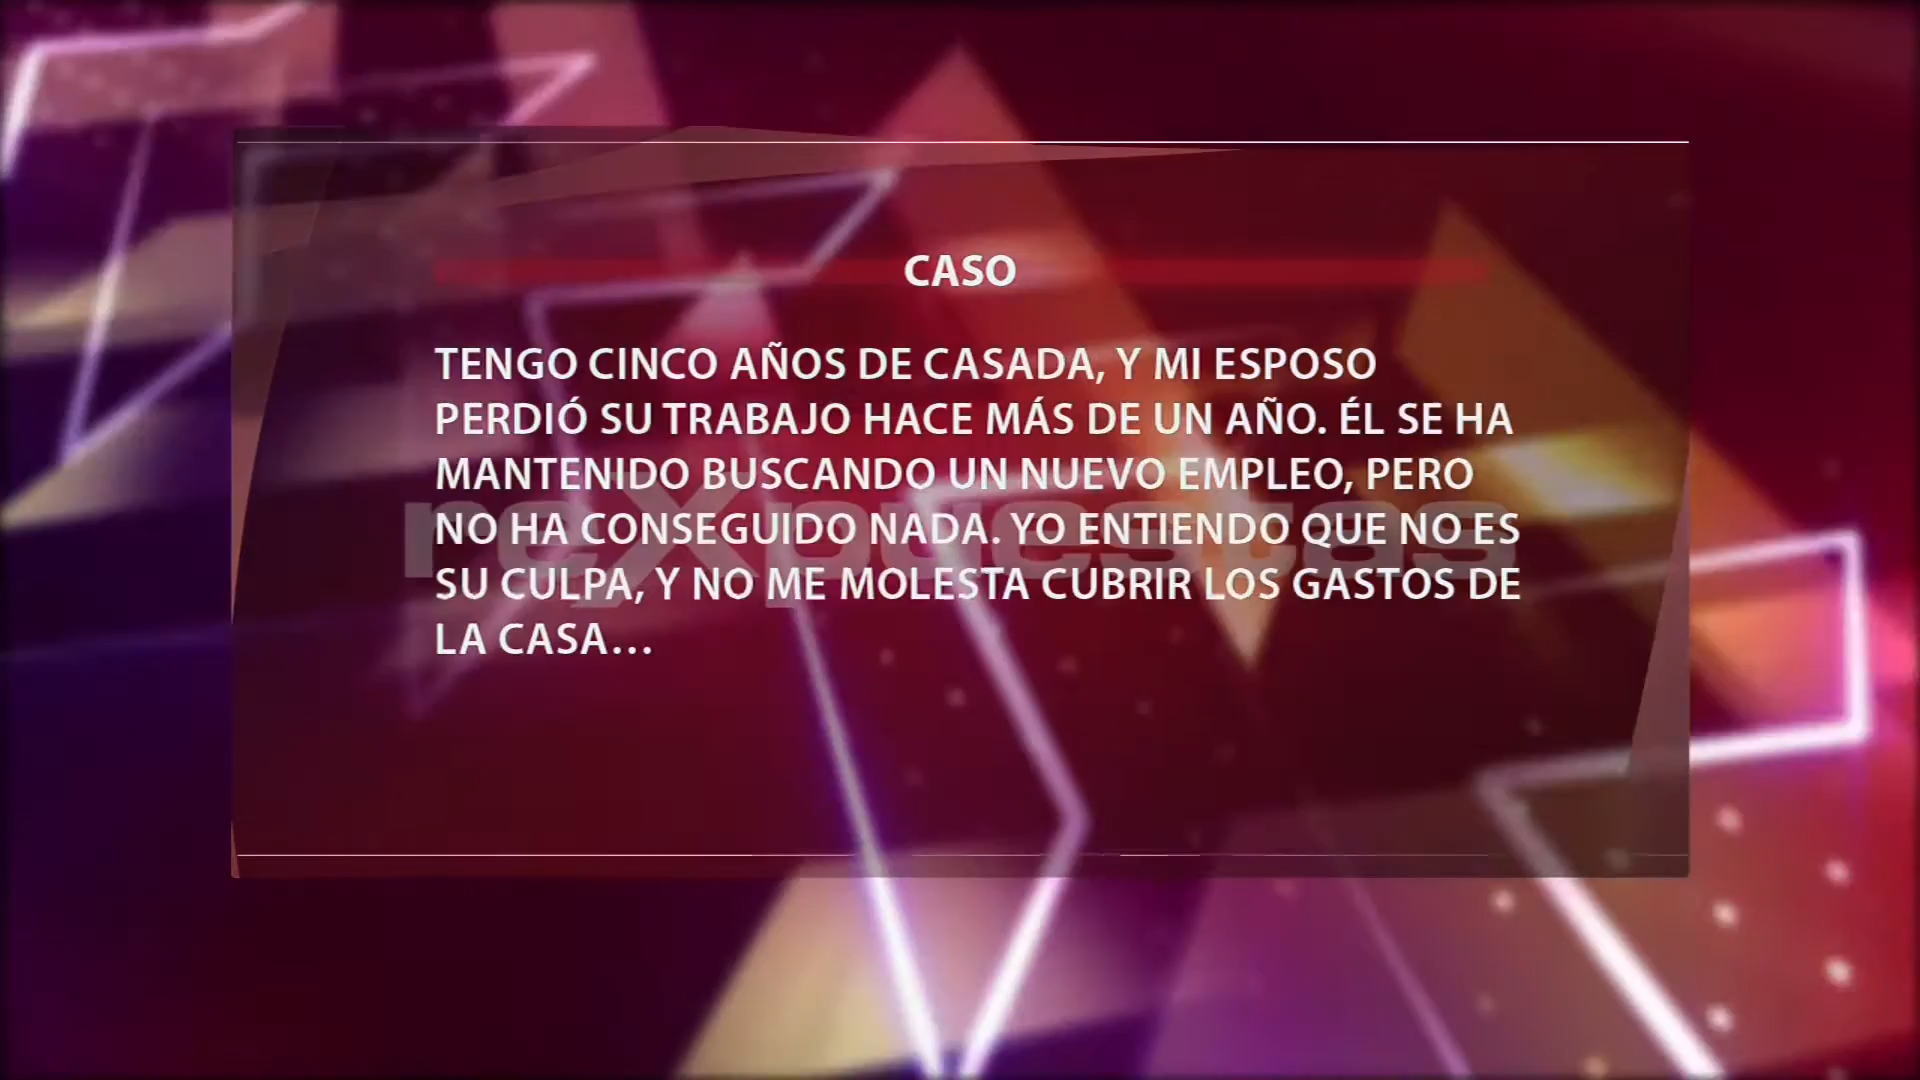 CASO
TENGO CINCO AÑOS DE CASADA, Y MI ESPOSO
PERDIÓ SU TRABAJO HACE MÁS DE UN AÑO. ÉL SE HA
MANTENIDO BUSCANDO UN NUEVO EMPLEO, PERO
NO HA CONSEGUIDO NADA. YO ENTIENDO QUE NO ES
reXpuestas
SU CULPA, Y NO ME MOLESTA CUBRIR LOS GASTOS DE
LA CASA...